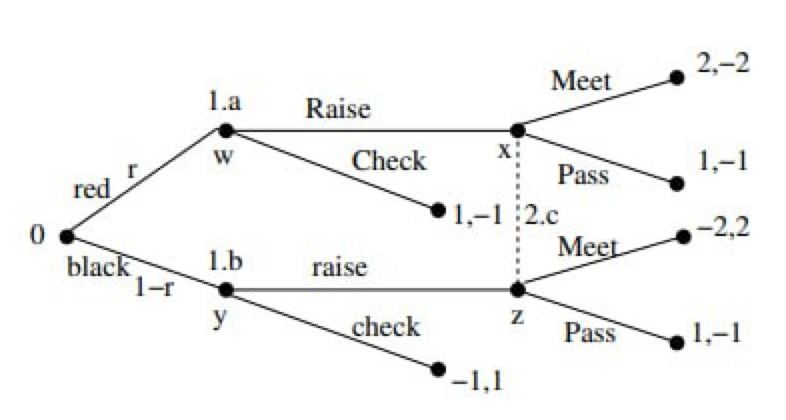 2,−2
Meet
1.a
Raise
w
Check
x
Pass
1,−1
red
r
1,−1
2.c
0
Meet
−2,2
black
1−r
1.b
raise
y
check
z
Pass
1,−1
−1,1